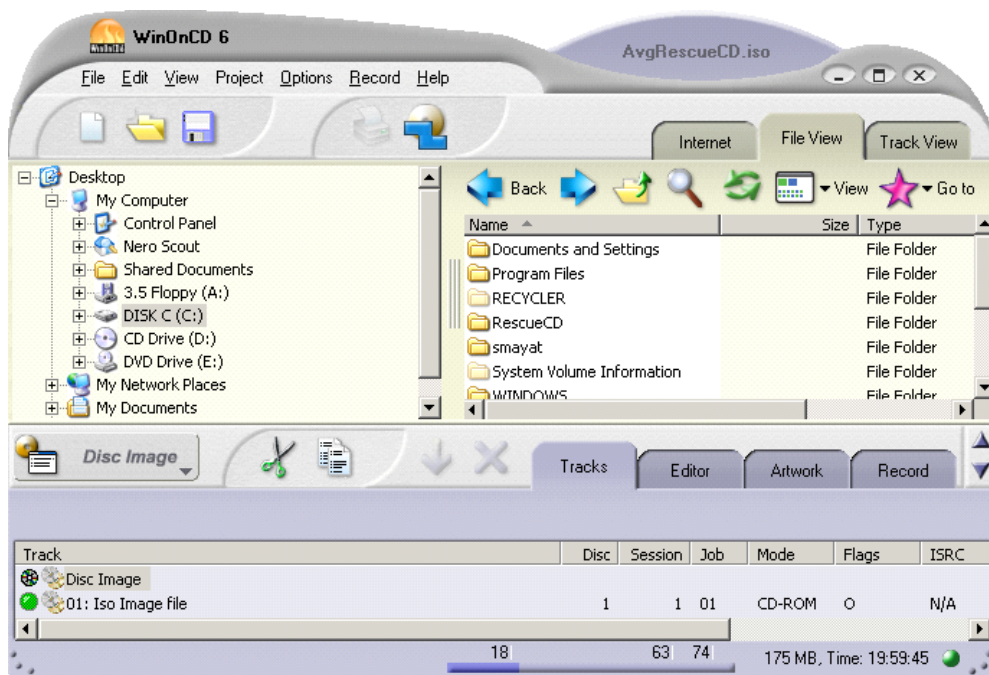 WinOnCD 6
AvgRescueCD.iso
File Edit View Project Options Record Help
Internet File View Track View
Desktop
My Computer
Control Panel
Nero Scout
Shared Documents
3.5 Floppy (A:)
DISK C (C:)
CD Drive (D:)
DVD Drive (E:)
My Network Places
My Documents
Back View Go to
Name Size Type
Documents and Settings File Folder
Program Files File Folder
RECYCLER File Folder
RescueCD File Folder
smayat File Folder
System Volume Information File Folder
WINDOWS File Folder
Disc Image
Tracks Editor Artwork Record
Track Disc Session Job Mode Flags ISRC
Disc Image
01: Iso Image file 1 1 01 CD-ROM O N/A
18 63 74 175 MB, Time: 19:59:45